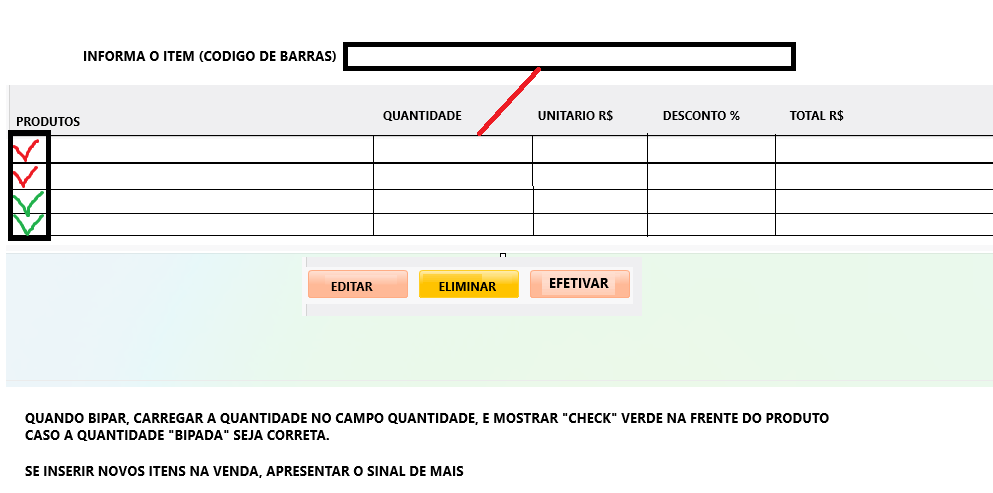 INFORMA O ITEM (CODIGO DE BARRAS)
PRODUTOS QUANTIDADE UNITARIO R$ DESCONTO % TOTAL R$
EDITAR ELIMINAR EFETIVAR
QUANDO BIPAR, CARREGAR A QUANTIDADE NO CAMPO QUANTIDADE, E MOSTRAR "CHECK" VERDE NA FRENTE DO PRODUTO
CASO A QUANTIDADE "BIPADA" SEJA CORRETA.
SE INSERIR NOVOS ITENS NA VENDA, APRESENTAR O SINAL DE MAIS